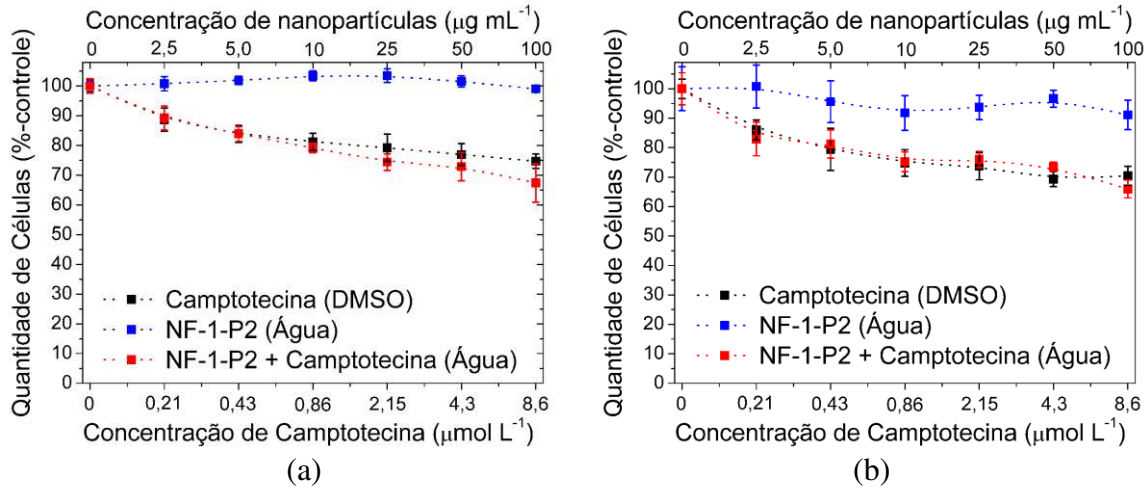 Concentração de nanopartículas (μg mL⁻¹)
0 2,5 5,0 10 25 50 100
Quantidade de Células (%-controle)
100
90
80
70
60
50
40
30
20
10
0
Camptotecina (DMSO)
NF-1-P2 (Água)
NF-1-P2 + Camptotecina (Água)
0 0,21 0,43 0,86 2,15 4,3 8,6
Concentração de Camptotecina (μmol L⁻¹)
(a)
Concentração de nanopartículas (μg mL⁻¹)
0 2,5 5,0 10 25 50 100
Quantidade de Células (%-controle)
100
90
80
70
60
50
40
30
20
10
0
Camptotecina (DMSO)
NF-1-P2 (Água)
NF-1-P2 + Camptotecina (Água)
0 0,21 0,43 0,86 2,15 4,3 8,6
Concentração de Camptotecina (μmol L⁻¹)
(b)